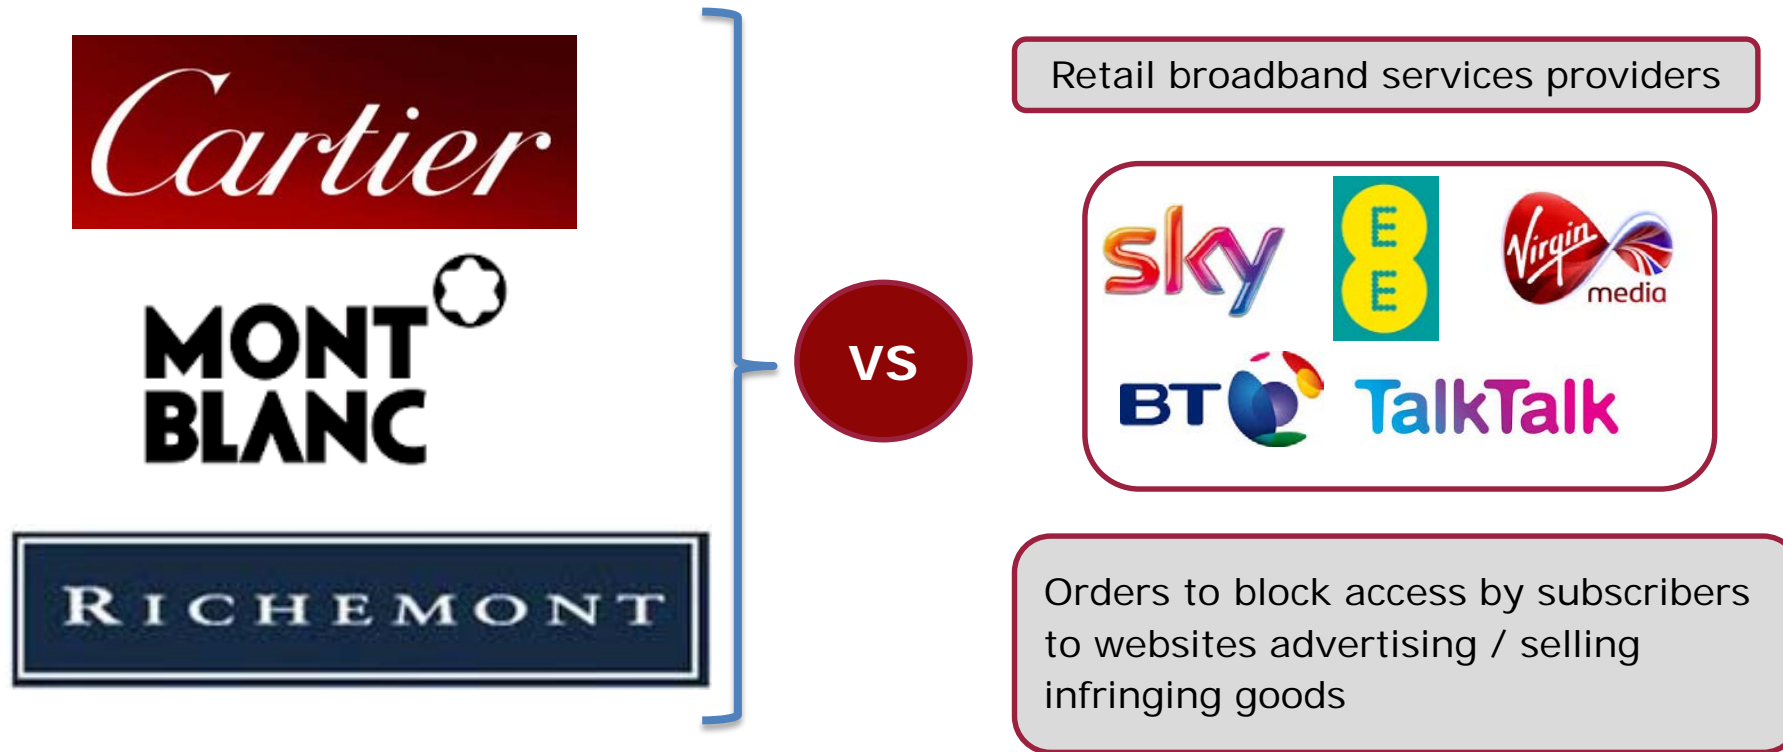 Cartier
MONT
BLANC
RICHEMONT
VS
Retail broadband services providers
sky
EE
Virgin
media
BT
TalkTalk
Orders to block access by subscribers
to websites advertising / selling
infringing goods